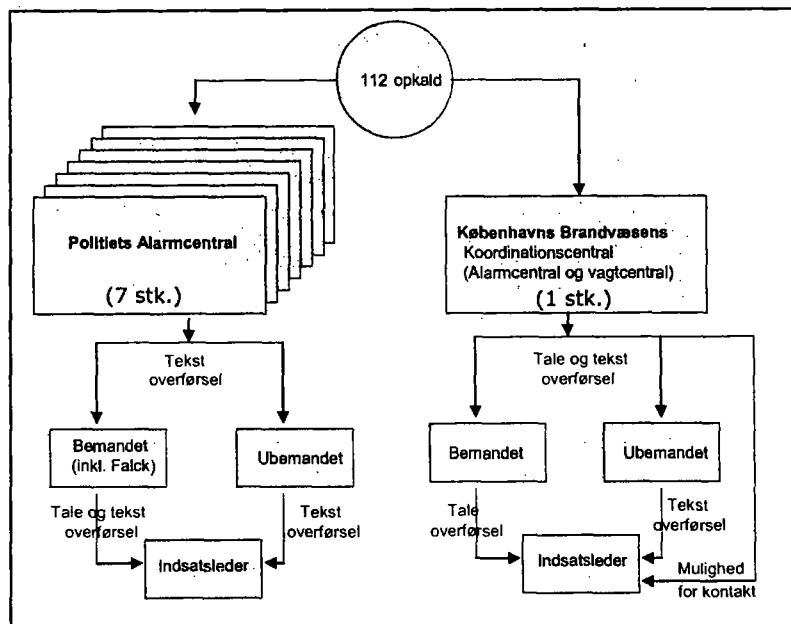 112 opkald
Politiets Alarmcentral
(7 stk.)
Københavns Brandvæsens
Koordinationscentral
(Alarmcentral og vagtcentral)
(1 stk.)
Tekst
overførsel
Bemandet
(inkl. Falck)
Ubemandet
Tale og tekst
overførsel
Tekst
overførsel
Indsatsleder
Tale og tekst
overførsel
Bemandet
Ubemandet
Tale
overførsel
Tekst
overførsel
Indsatsleder
Mulighed
for kontakt